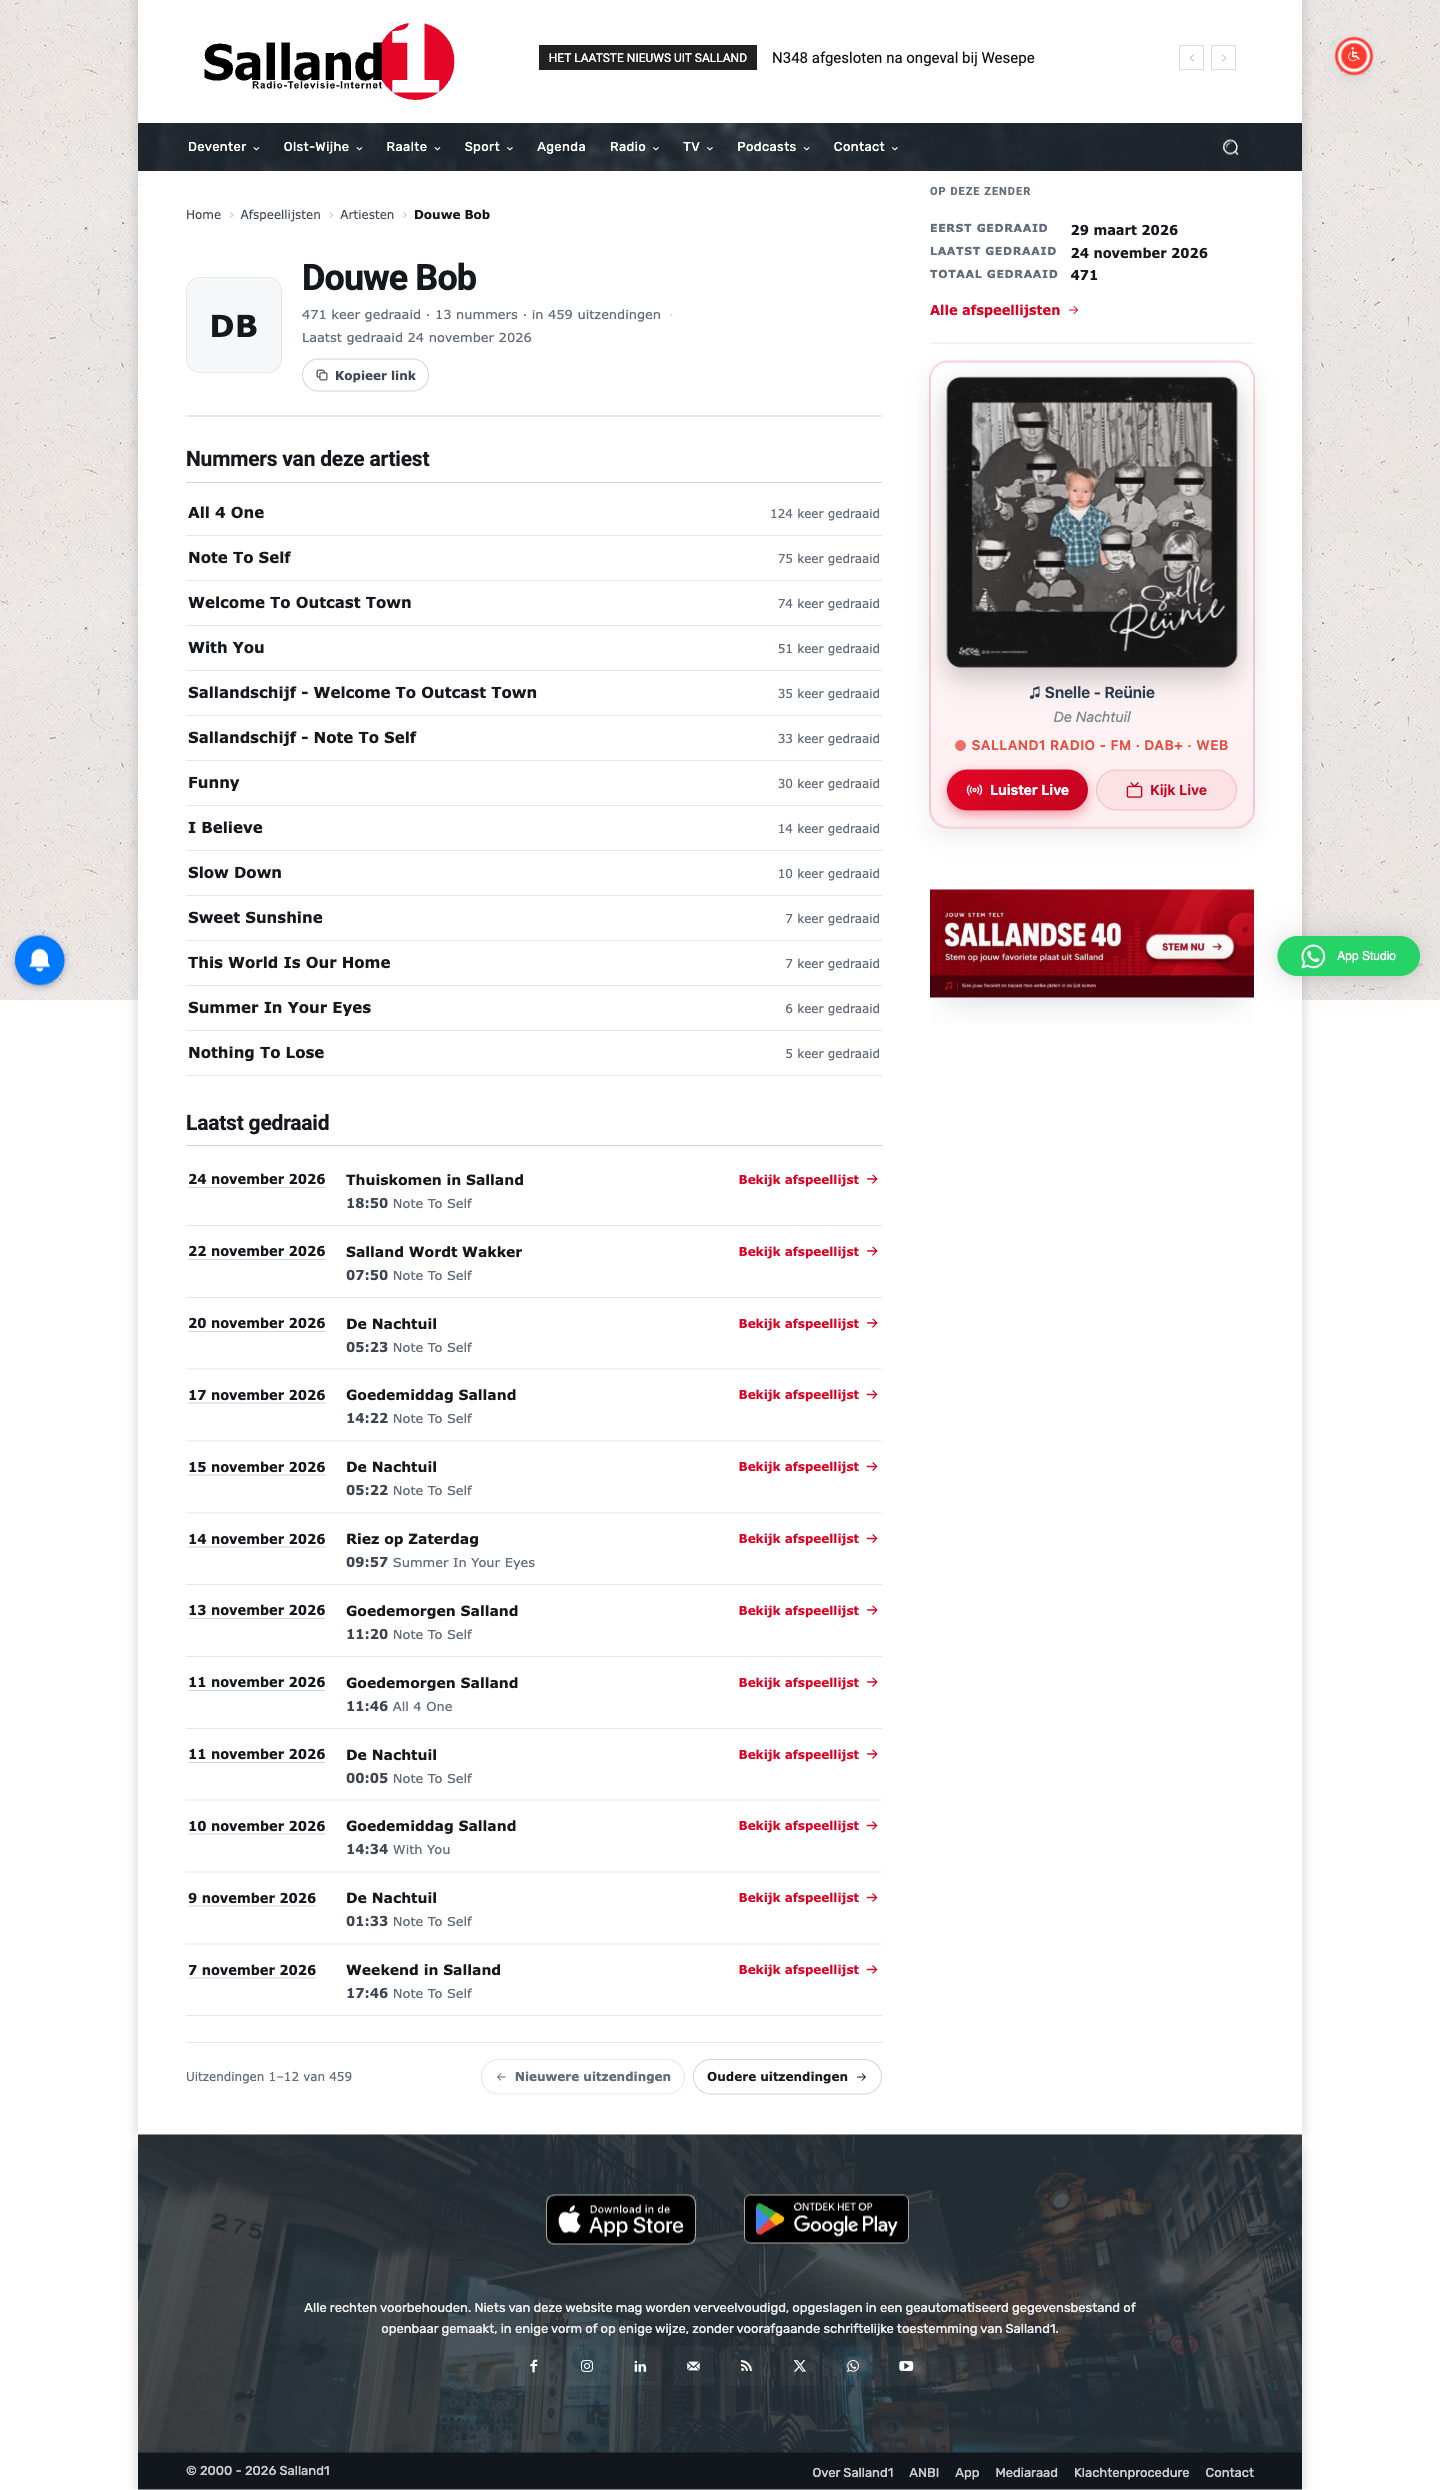 Salland1
Radio-Televisie-Internet
HET LAATSTE NIEUWS UIT SALLAND
N348 afgesloten na ongeval bij Wesepe
Deventer
Olst-Wijhe
Raalte
Sport
Agenda
Radio
TV
Podcasts
Contact
Home › Afspeellijsten › Artiesten › Douwe Bob
DB
Douwe Bob
471 keer gedraaid · 13 nummers · in 459 uitzendingen ·
Laatst gedraaid 24 november 2026
Kopieer link
Nummers van deze artiest
All 4 One 124 keer gedraaid
Note To Self 75 keer gedraaid
Welcome To Outcast Town 74 keer gedraaid
With You 51 keer gedraaid
Sallandschijf - Welcome To Outcast Town 35 keer gedraaid
Sallandschijf - Note To Self 33 keer gedraaid
Funny 30 keer gedraaid
I Believe 14 keer gedraaid
Slow Down 10 keer gedraaid
Sweet Sunshine 7 keer gedraaid
This World Is Our Home 7 keer gedraaid
Summer In Your Eyes 6 keer gedraaid
Nothing To Lose 5 keer gedraaid
Laatst gedraaid
24 november 2026 Thuiskomen in Salland Bekijk afspeellijst →
18:50 Note To Self
22 november 2026 Salland Wordt Wakker Bekijk afspeellijst →
07:50 Note To Self
20 november 2026 De Nachtuil Bekijk afspeellijst →
05:23 Note To Self
17 november 2026 Goedemiddag Salland Bekijk afspeellijst →
14:22 Note To Self
15 november 2026 De Nachtuil Bekijk afspeellijst →
05:22 Note To Self
14 november 2026 Riez op Zaterdag Bekijk afspeellijst →
09:57 Summer In Your Eyes
13 november 2026 Goedemorgen Salland Bekijk afspeellijst →
11:20 Note To Self
11 november 2026 Goedemorgen Salland Bekijk afspeellijst →
11:46 All 4 One
11 november 2026 De Nachtuil Bekijk afspeellijst →
00:05 Note To Self
10 november 2026 Goedemiddag Salland Bekijk afspeellijst →
14:34 With You
9 november 2026 De Nachtuil Bekijk afspeellijst →
01:33 Note To Self
7 november 2026 Weekend in Salland Bekijk afspeellijst →
17:46 Note To Self
Uitzendingen 1–12 van 459
← Nieuwere uitzendingen
Oudere uitzendingen →
OP DEZE ZENDER
EERST GEDRAAID 29 maart 2026
LAATST GEDRAAID 24 november 2026
TOTAAL GEDRAAID 471
Alle afspeellijsten →
Snelle
Reünie
♫ Snelle - Reünie
De Nachtuil
SALLAND1 RADIO - FM · DAB+ · WEB
Luister Live
Kijk Live
JOUW STEM TELT
SALLANDSE 40
Stem op jouw favoriete plaat uit Salland
STEM NU →
Kies jouw favoriet en bepaal mee welke platen in de lijst komen
App Studio
275
Download in de
App Store
ONTDEK HET OP
Google Play
Alle rechten voorbehouden. Niets van deze website mag worden verveelvoudigd, opgeslagen in een geautomatiseerd gegevensbestand of
openbaar gemaakt, in enige vorm of op enige wijze, zonder voorafgaande schriftelijke toestemming van Salland1.
© 2000 - 2026 Salland1
Over Salland1
ANBI
App
Mediaraad
Klachtenprocedure
Contact